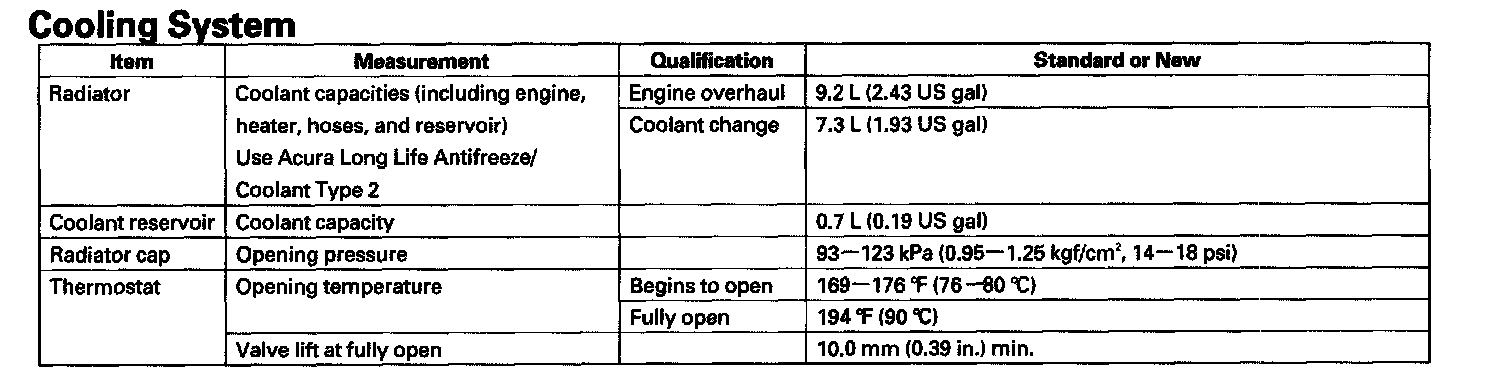 Cooling System
Item Measurement Qualification Standard or New
Radiator Coolant capacities (including engine, Engine overhaul 9.2 L (2.43 US gal)
heater, hoses, and reservoir) Coolant change 7.3 L (1.93 US gal)
Use Acura Long Life Antifreeze/
Coolant Type 2
Coolant reservoir Coolant capacity 0.7 L (0.19 US gal)
Radiator cap Opening pressure 93—123 kPa (0.95—1.25 kgf/cm², 14—18 psi)
Thermostat Opening temperature Begins to open 169—176 °F (76—80 °C)
Fully open 194 °F (90 °C)
Valve lift at fully open 10.0 mm (0.39 in.) min.